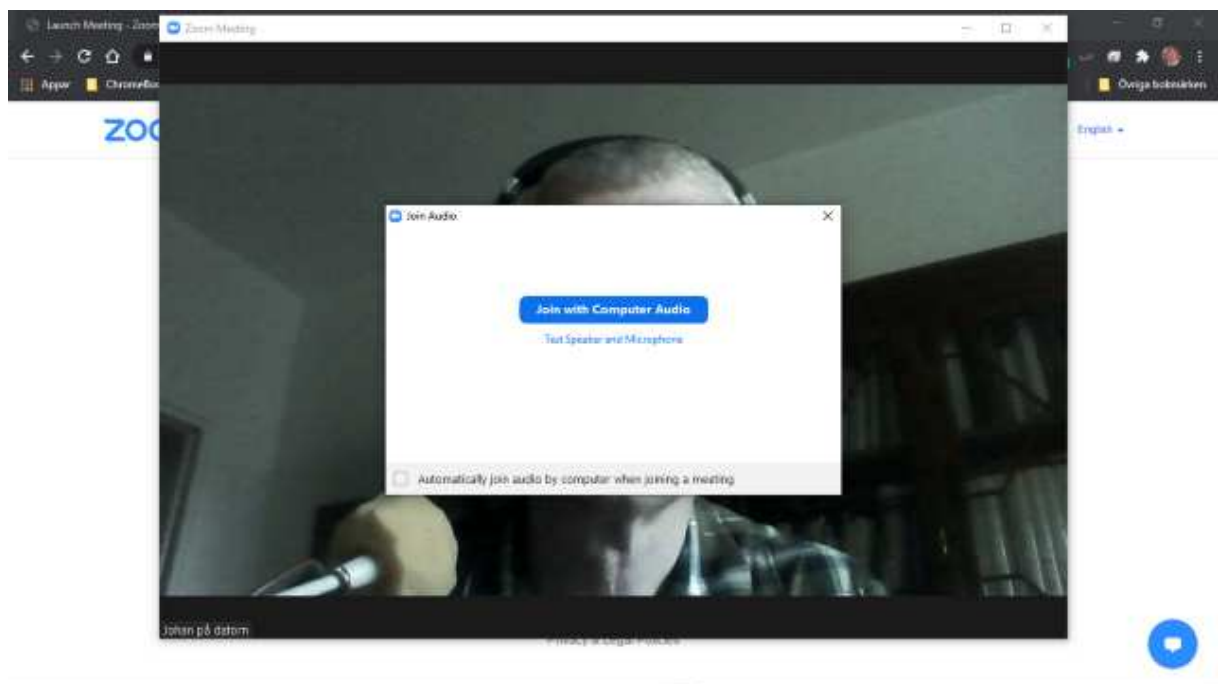 Launch Meeting - Zoom
Zoom Meeting
Appar
Övriga bokmärken
ZOO
English
Join Audio
Join with Computer Audio
Test Speaker and Microphone
Automatically join audio by computer when joining a meeting
Johan på datorn
Privacy & Legal Policies